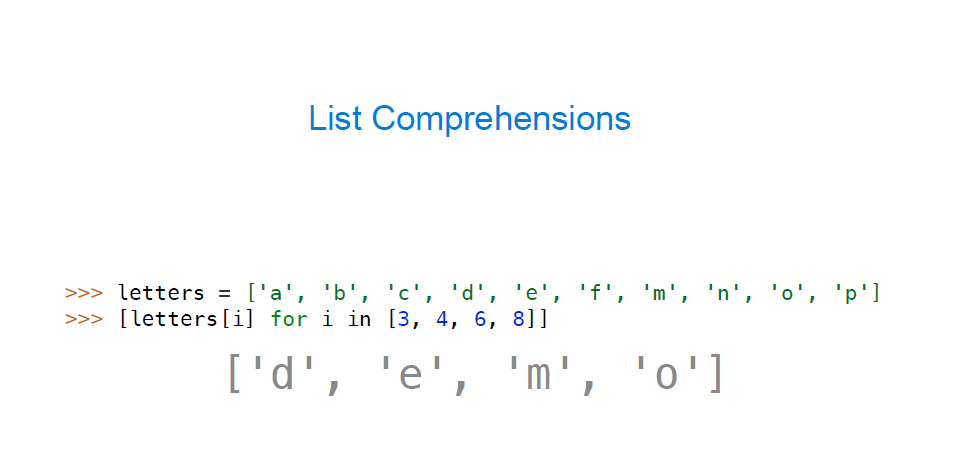 List Comprehensions
>>> letters = ['a', 'b', 'c', 'd', 'e', 'f', 'm', 'n', 'o', 'p']
>>> [letters[i] for i in [3, 4, 6, 8]]
['d', 'e', 'm', 'o']